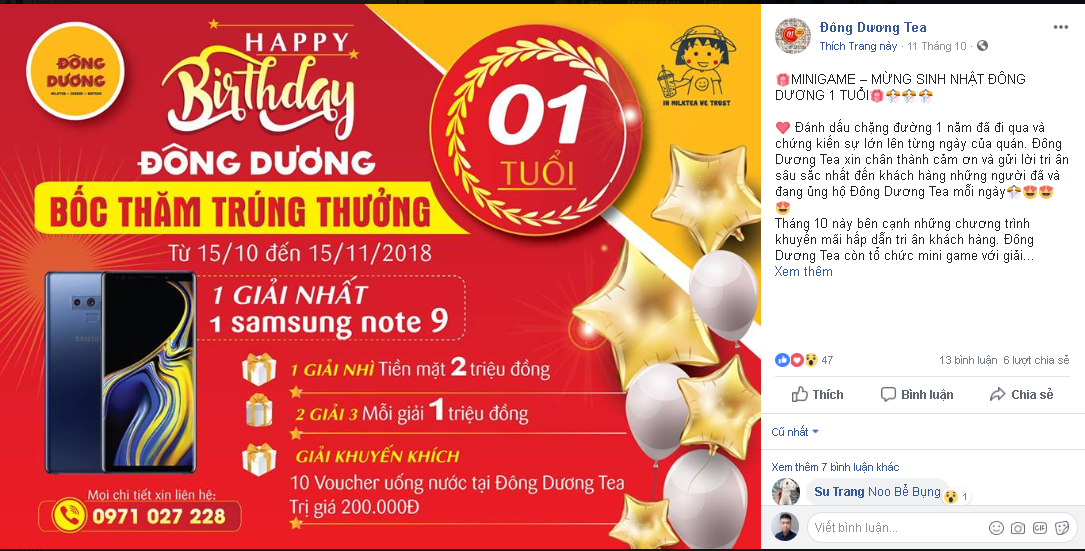 ĐÔNG
DƯƠNG
HAPPY
Birthday
ĐÔNG DƯƠNG
BỐC THĂM TRÚNG THƯỞNG
Từ 15/10 đến 15/11/2018
01
TUỔI
IN MILKTEA WE TRUST
1 GIẢI NHẤT
1 samsung note 9
SAMSUNG
1 GIẢI NHÌ Tiền mặt 2 triệu đồng
2 GIẢI 3 Mỗi giải 1 triệu đồng
GIẢI KHUYẾN KHÍCH
10 Voucher uống nước tại Đông Dương Tea
Trị giá 200.000Đ
Mọi chi tiết xin liên hệ:
0971 027 228
Đông Dương Tea
Thích Trang này · 11 Tháng 10 ·
MINIGAME – MỪNG SINH NHẬT ĐÔNG
DƯƠNG 1 TUỔI
Đánh dấu chặng đường 1 năm đã đi qua và
chứng kiến sự lớn lên từng ngày của quán. Đông
Dương Tea xin chân thành cảm ơn và gửi lời tri ân
sâu sắc nhất đến khách hàng những người đã và
đang ủng hộ Đông Dương Tea mỗi ngày
Tháng 10 này bên cạnh những chương trình
khuyến mãi hấp dẫn tri ân khách hàng. Đông
Dương Tea còn tổ chức mini game với giải...
Xem thêm
47
13 bình luận 6 lượt chia sẻ
Thích Bình luận Chia sẻ
Cũ nhất
Xem thêm 7 bình luận khác
Su Trang Noo Bể Bụng
1
Viết bình luận...
GIF